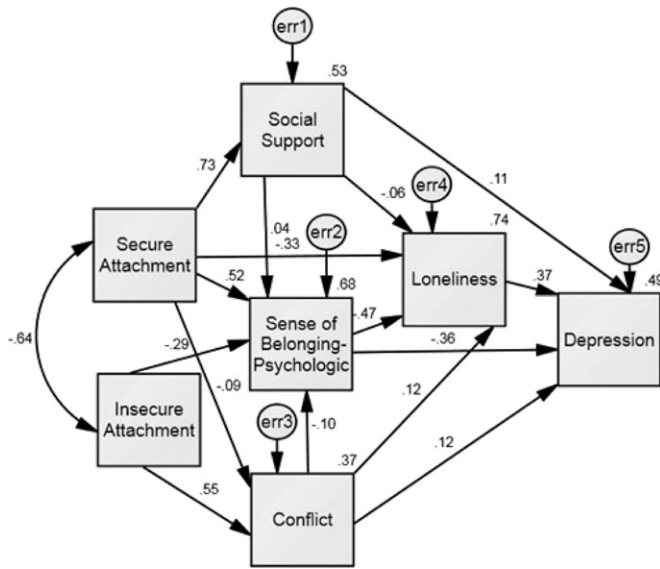 err1
.53
Social
Support
.73
.11
-.06
err4
.74
.04
-.33
err2
err5
Secure
Attachment
Loneliness
.52
.68
.37
.49
Sense of
Belonging-
Psychologic
-.47
Depression
-.64
-.29
-.36
-.09
Insecure
Attachment
.12
err3
-.10
.12
.37
.55
Conflict